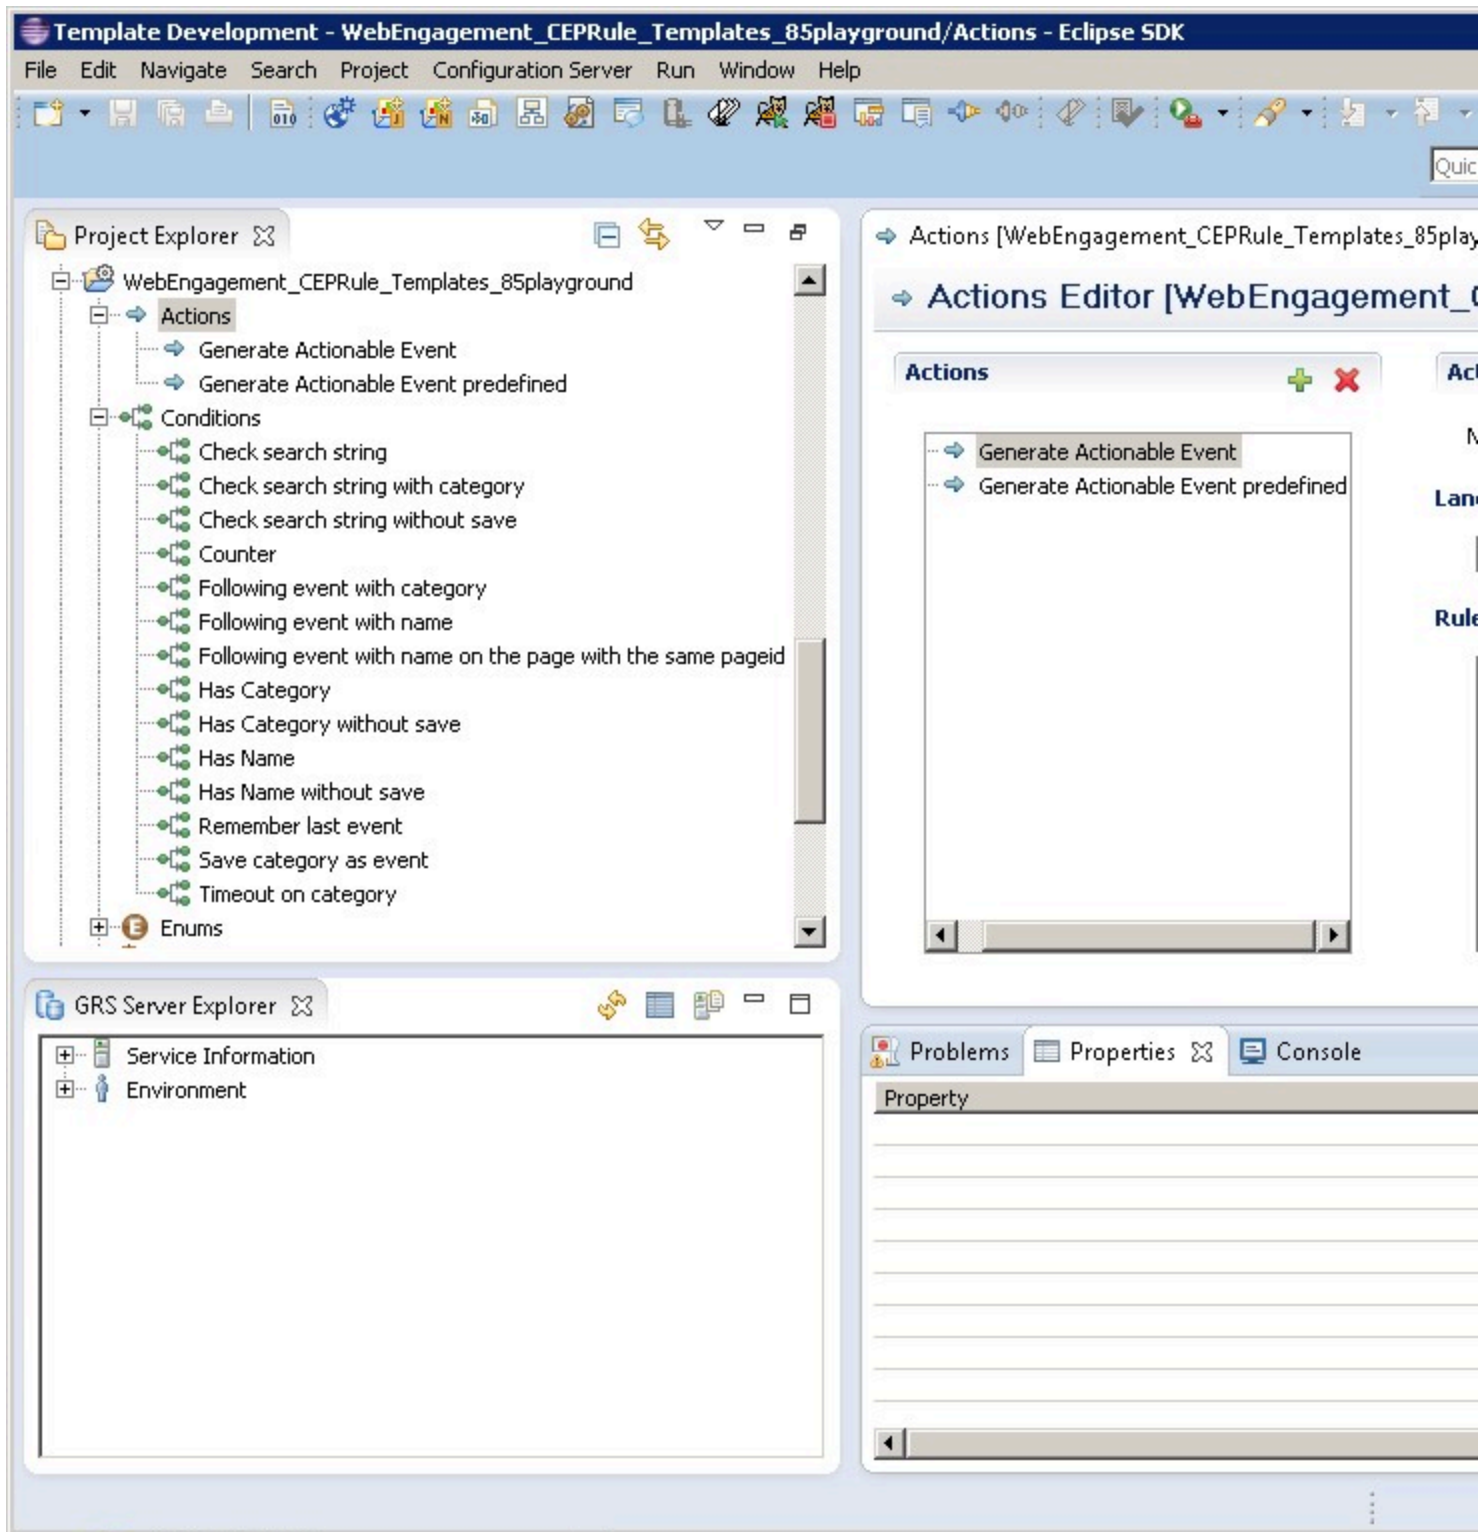 Template Development - WebEngagement_CEPRule_Templates_85playground/Actions - Eclipse SDK
File Edit Navigate Search Project Configuration Server Run Window Help
Quic
Project Explorer
WebEngagement_CEPRule_Templates_85playground
Actions
Generate Actionable Event
Generate Actionable Event predefined
Conditions
Check search string
Check search string with category
Check search string without save
Counter
Following event with category
Following event with name
Following event with name on the page with the same pageid
Has Category
Has Category without save
Has Name
Has Name without save
Remember last event
Save category as event
Timeout on category
Enums
GRS Server Explorer
Service Information
Environment
Actions [WebEngagement_CEPRule_Templates_85play
Actions Editor [WebEngagement_
Actions
Generate Actionable Event
Generate Actionable Event predefined
Act
Lan
Rule
Problems Properties Console
Property